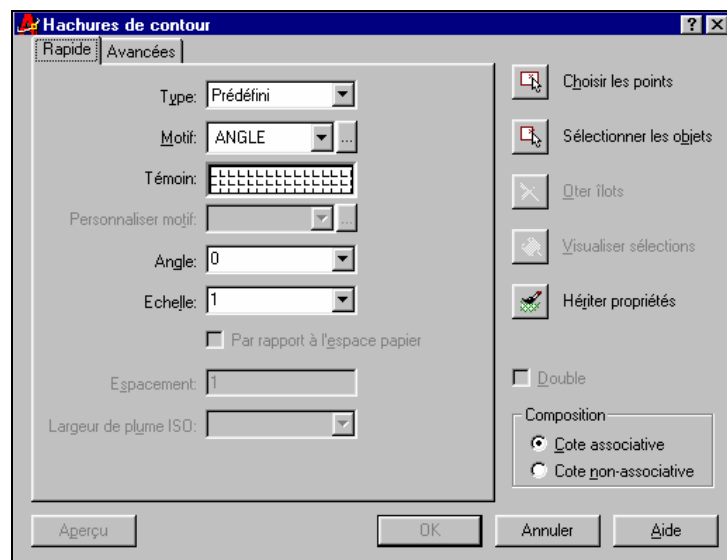 Hachures de contour
Rapide
Avancées
Type: Prédéfini
Motif: ANGLE ...
Témoin:
Personnaliser motif: ...
Angle: 0
Echelle: 1
Par rapport à l'espace papier
Espacement: 1
Largeur de plume ISO:
Choisir les points
Sélectionner les objets
Oter îlots
Visualiser sélections
Hériter propriétés
Double
Composition
Cote associative
Cote non-associative
Aperçu
OK
Annuler
Aide